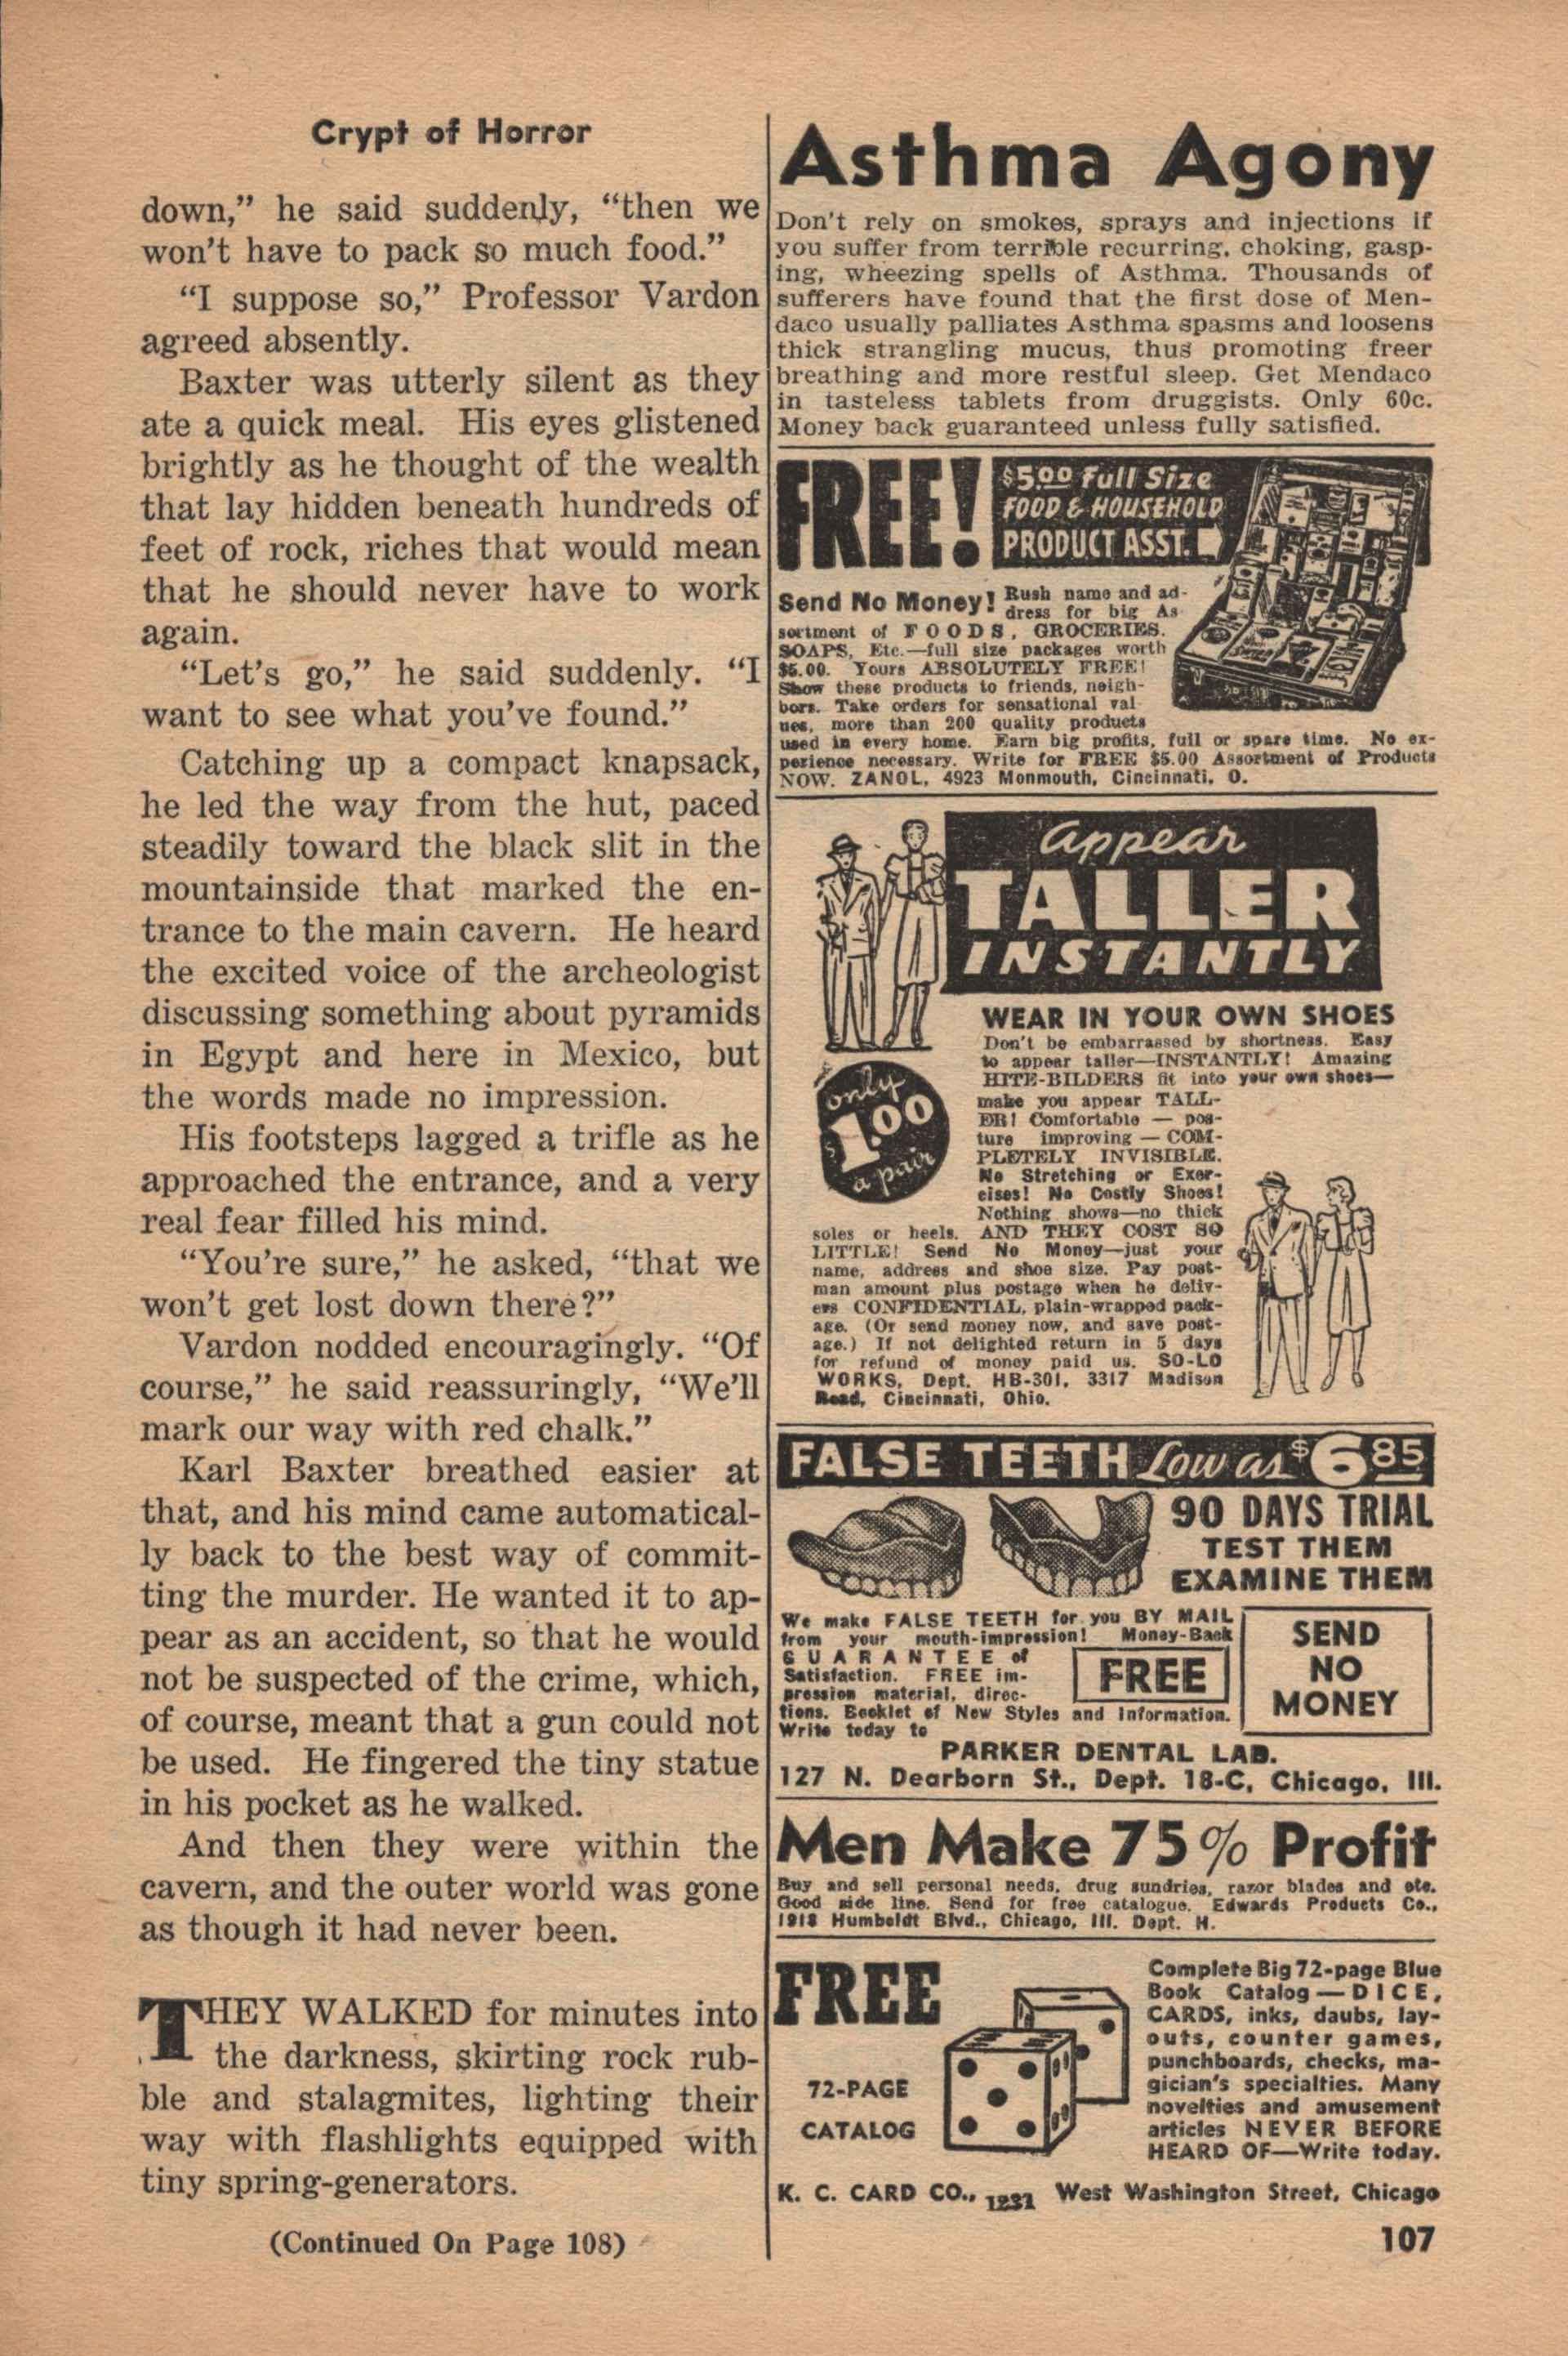 Crypt of Horror
down,” he said suddenly, “then we
won’t have to pack so much food.”
“I suppose so,” Professor Vardon
agreed absently.
Baxter was utterly silent as they
ate a quick meal. His eyes glistened
brightly as he thought of the wealth
that lay hidden beneath hundreds of
feet of rock, riches that would mean
that he should never have to work
again.
“Let’s go,” he said suddenly. “I
want to see what you’ve found.”
Catching up a compact knapsack,
he led the way from the hut, paced
steadily toward the black slit in the
mountainside that marked the en-
trance to the main cavern. He heard
the excited voice of the archeologist
discussing something about pyramids
in Egypt and here in Mexico, but
the words made no impression.
His footsteps lagged a trifle as he
approached the entrance, and a very
real fear filled his mind.
“You’re sure,” he asked, “that we
won’t get lost down there?”
Vardon nodded encouragingly. “Of
course,” he said reassuringly, “We’ll
mark our way with red chalk.”
Karl Baxter breathed easier at
that, and his mind came automatical-
ly back to the best way of commit-
ting the murder. He wanted it to ap-
pear as an accident, so that he would
not be suspected of the crime, which,
of course, meant that a gun could not
be used. He fingered the tiny statue
in his pocket as he walked.
And then they were within the
cavern, and the outer world was gone
as though it had never been.
THEY WALKED for minutes into
the darkness, skirting rock rub-
ble and stalagmites, lighting their
way with flashlights equipped with
tiny spring-generators.
(Continued On Page 108)
Asthma Agony
Don't rely on smokes, sprays and injections if
you suffer from terrible recurring, choking, gasp-
ing, wheezing spells of Asthma. Thousands of
sufferers have found that the first dose of Men-
daco usually palliates Asthma spasms and loosens
thick strangling mucus, thus promoting freer
breathing and more restful sleep. Get Mendaco
in tasteless tablets from druggists. Only 60c.
Money back guaranteed unless fully satisfied.
FREE!
$5.00 Full Size
FOOD & HOUSEHOLD
PRODUCT ASST.
Send No Money! Rush name and ad-
dress for big As
sortment of FOODS, GROCERIES.
SOAPS, Etc.—full size packages worth
$5.00. Yours ABSOLUTELY FREE!
Show these products to friends, neigh-
bors. Take orders for sensational val
ues, more than 200 quality products
used in every home. Earn big profits, full or spare time. No ex-
perience necessary. Write for FREE $5.00 Assortment of Products
NOW. ZANOL, 4923 Monmouth, Cincinnati, O.
appear
TALLER
INSTANTLY
WEAR IN YOUR OWN SHOES
Don't be embarrassed by shortness. Easy
to appear taller—INSTANTLY! Amazing
HITE-BILDERS fit into your own shoes—
make you appear TALL-
ER! Comfortable — pos-
ture improving — COM-
PLETELY INVISIBLE.
No Stretching or Exer-
cises! No Costly Shoes!
Nothing shows—no thick
soles or heels. AND THEY COST SO
LITTLE! Send No Money—just your
name, address and shoe size. Pay post-
man amount plus postage when he deliv-
ers CONFIDENTIAL, plain-wrapped pack-
age. (Or send money now, and save post-
age.) If not delighted return in 5 days
for refund of money paid us. SO-LO
WORKS, Dept. HB-301, 3317 Madison
Road, Cincinnati, Ohio.
only
$1.00
a pair
FALSE TEETH Low as $6.85
90 DAYS TRIAL
TEST THEM
EXAMINE THEM
We make FALSE TEETH for you BY MAIL
from your mouth-impression! Money-Back
GUARANTEE of
Satisfaction. FREE im-
pression material, direc-
tions. Booklet of New Styles and Information.
Write today to
FREE
SEND
NO
MONEY
PARKER DENTAL LAB.
127 N. Dearborn St., Dept. 18-C, Chicago, Ill.
Men Make 75% Profit
Buy and sell personal needs, drug sundries, razor blades and etc.
Good side line. Send for free catalogue. Edwards Products Co.,
1918 Humboldt Blvd., Chicago, Ill. Dept. H.
FREE
72-PAGE
CATALOG
Complete Big 72-page Blue
Book Catalog — DICE,
CARDS, inks, daubs, lay-
outs, counter games,
punchboards, checks, ma-
gician's specialties. Many
novelties and amusement
articles NEVER BEFORE
HEARD OF—Write today.
K. C. CARD CO., 1231 West Washington Street, Chicago
107